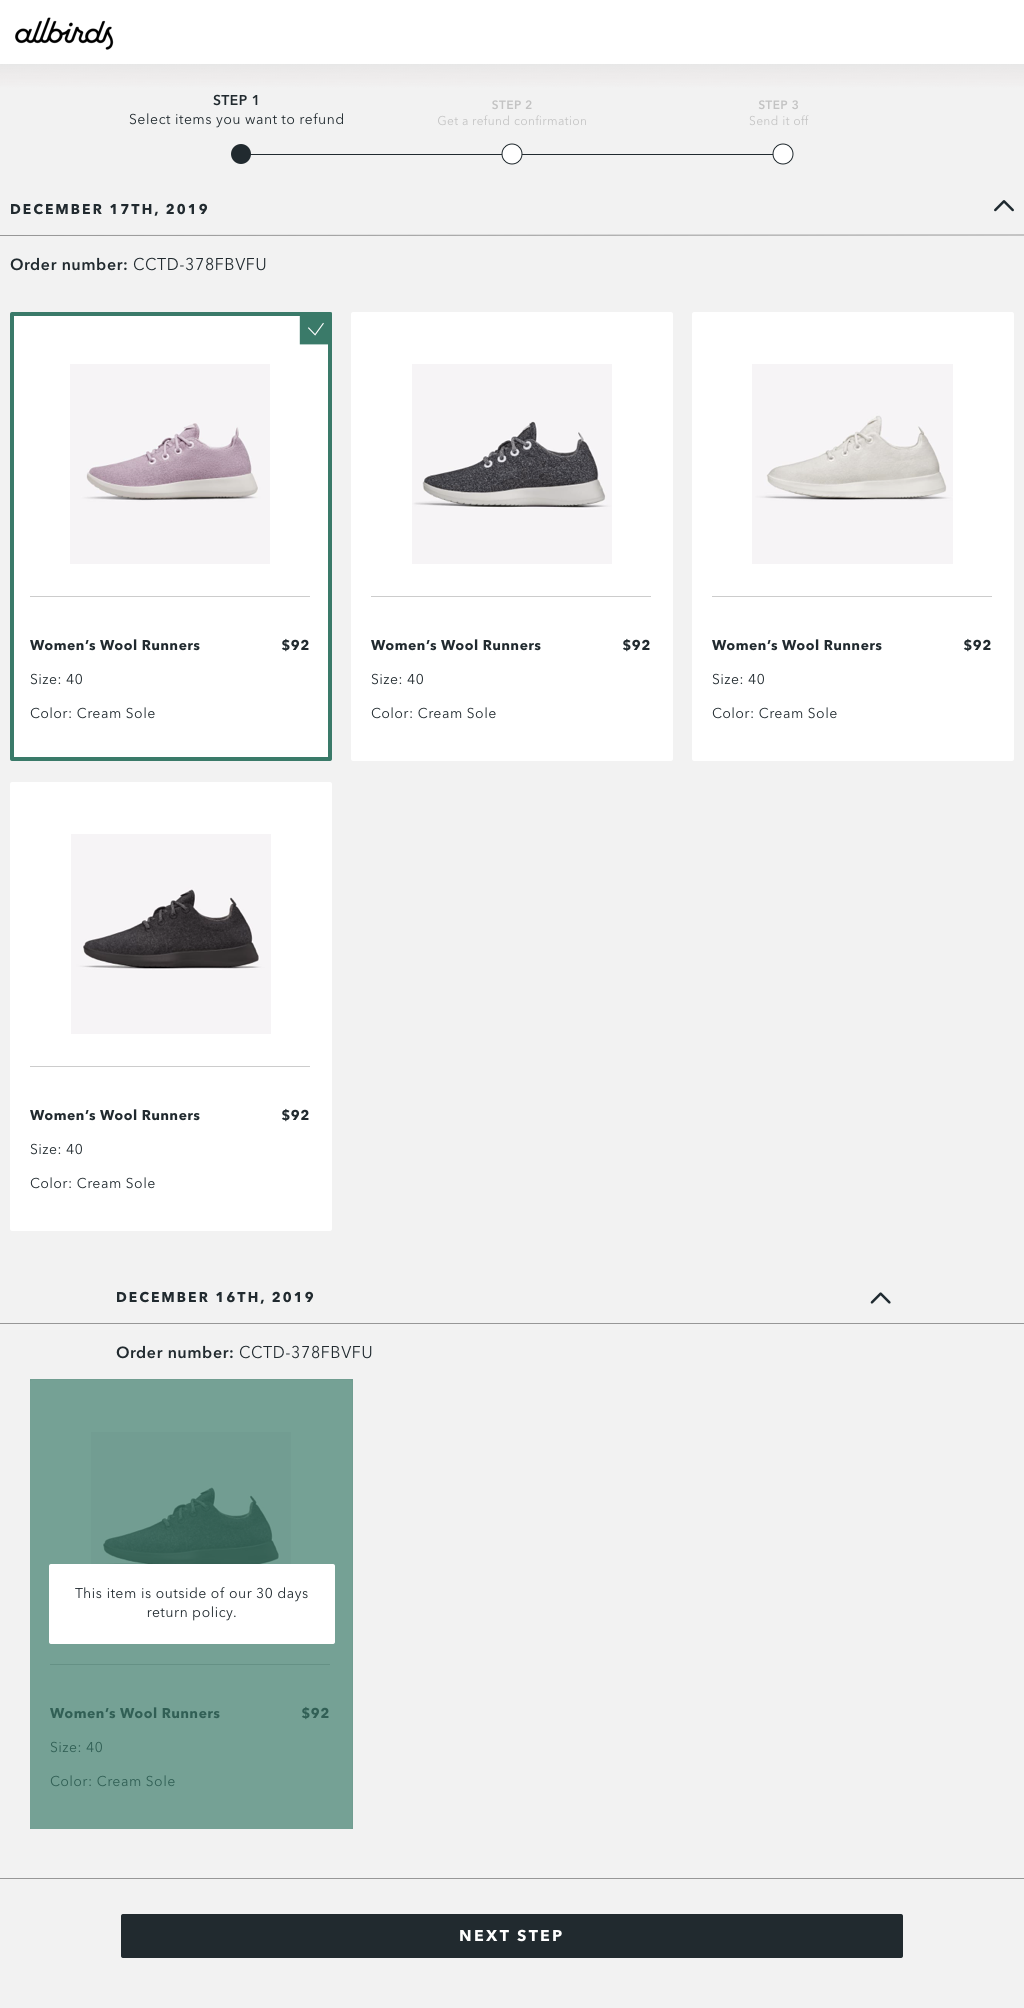 allbirds
STEP 1
Select items you want to refund
STEP 2
Get a refund confirmation
STEP 3
Send it off
DECEMBER 17TH, 2019
Order number: CCTD-378FBVFU
Women’s Wool Runners $92
Size: 40
Color: Cream Sole
Women’s Wool Runners $92
Size: 40
Color: Cream Sole
Women’s Wool Runners $92
Size: 40
Color: Cream Sole
Women’s Wool Runners $92
Size: 40
Color: Cream Sole
DECEMBER 16TH, 2019
Order number: CCTD-378FBVFU
This item is outside of our 30 days
return policy.
Women’s Wool Runners $92
Size: 40
Color: Cream Sole
NEXT STEP